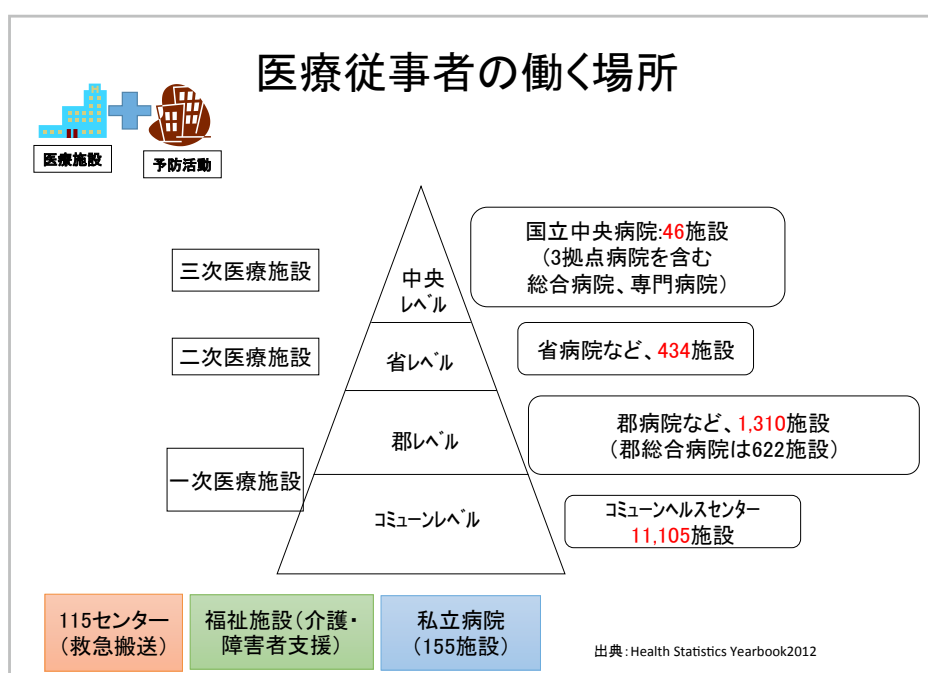 医療従事者の働く場所
医療施設
予防活動
三次医療施設
二次医療施設
一次医療施設
中央
レベル
省レベル
郡レベル
コミューンレベル
国立中央病院:46施設
(3拠点病院を含む
総合病院、専門病院)
省病院など、434施設
郡病院など、1,310施設
(郡総合病院は622施設)
コミューンヘルスセンター
11,105施設
115センター
(救急搬送)
福祉施設(介護・
障害者支援)
私立病院
(155施設)
出典:Health Statistics Yearbook2012
H